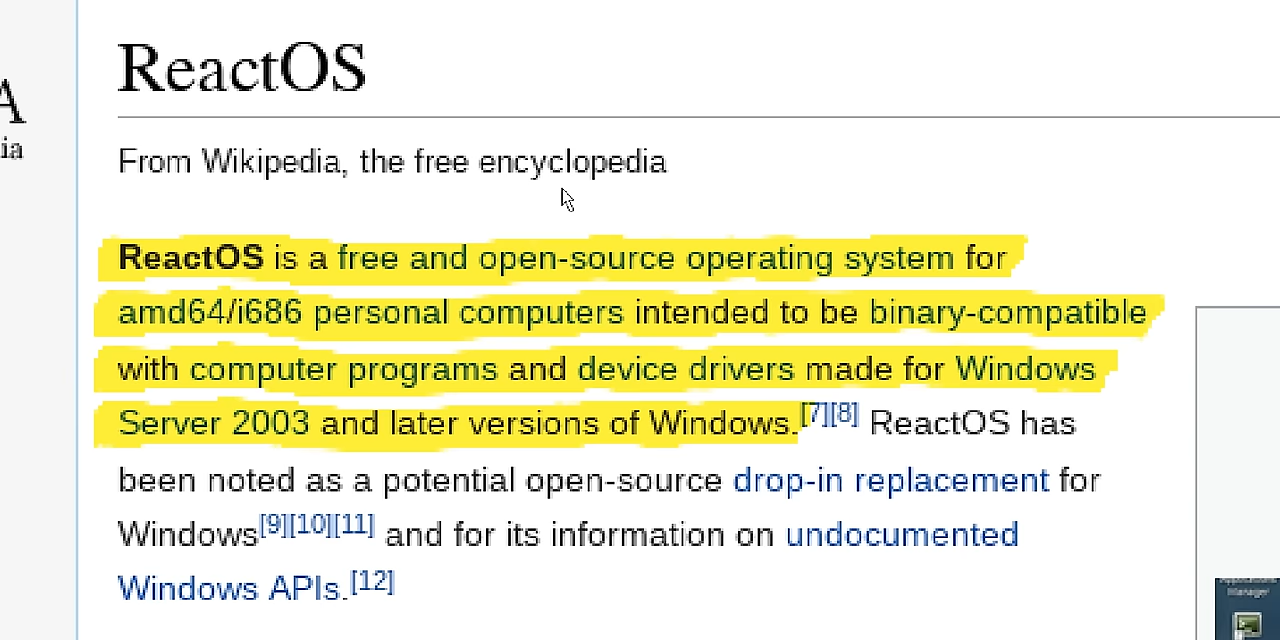 A
ia
ReactOS
From Wikipedia, the free encyclopedia
ReactOS is a free and open-source operating system for
amd64/i686 personal computers intended to be binary-compatible
with computer programs and device drivers made for Windows
Server 2003 and later versions of Windows.[7][8] ReactOS has
been noted as a potential open-source drop-in replacement for
Windows[9][10][11] and for its information on undocumented
Windows APIs.[12]
Applications
Manager